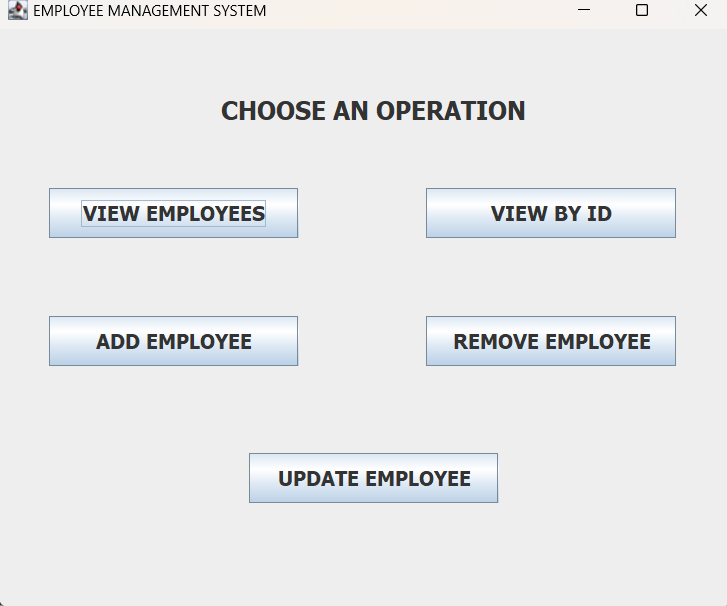 EMPLOYEE MANAGEMENT SYSTEM
CHOOSE AN OPERATION
VIEW EMPLOYEES
VIEW BY ID
ADD EMPLOYEE
REMOVE EMPLOYEE
UPDATE EMPLOYEE